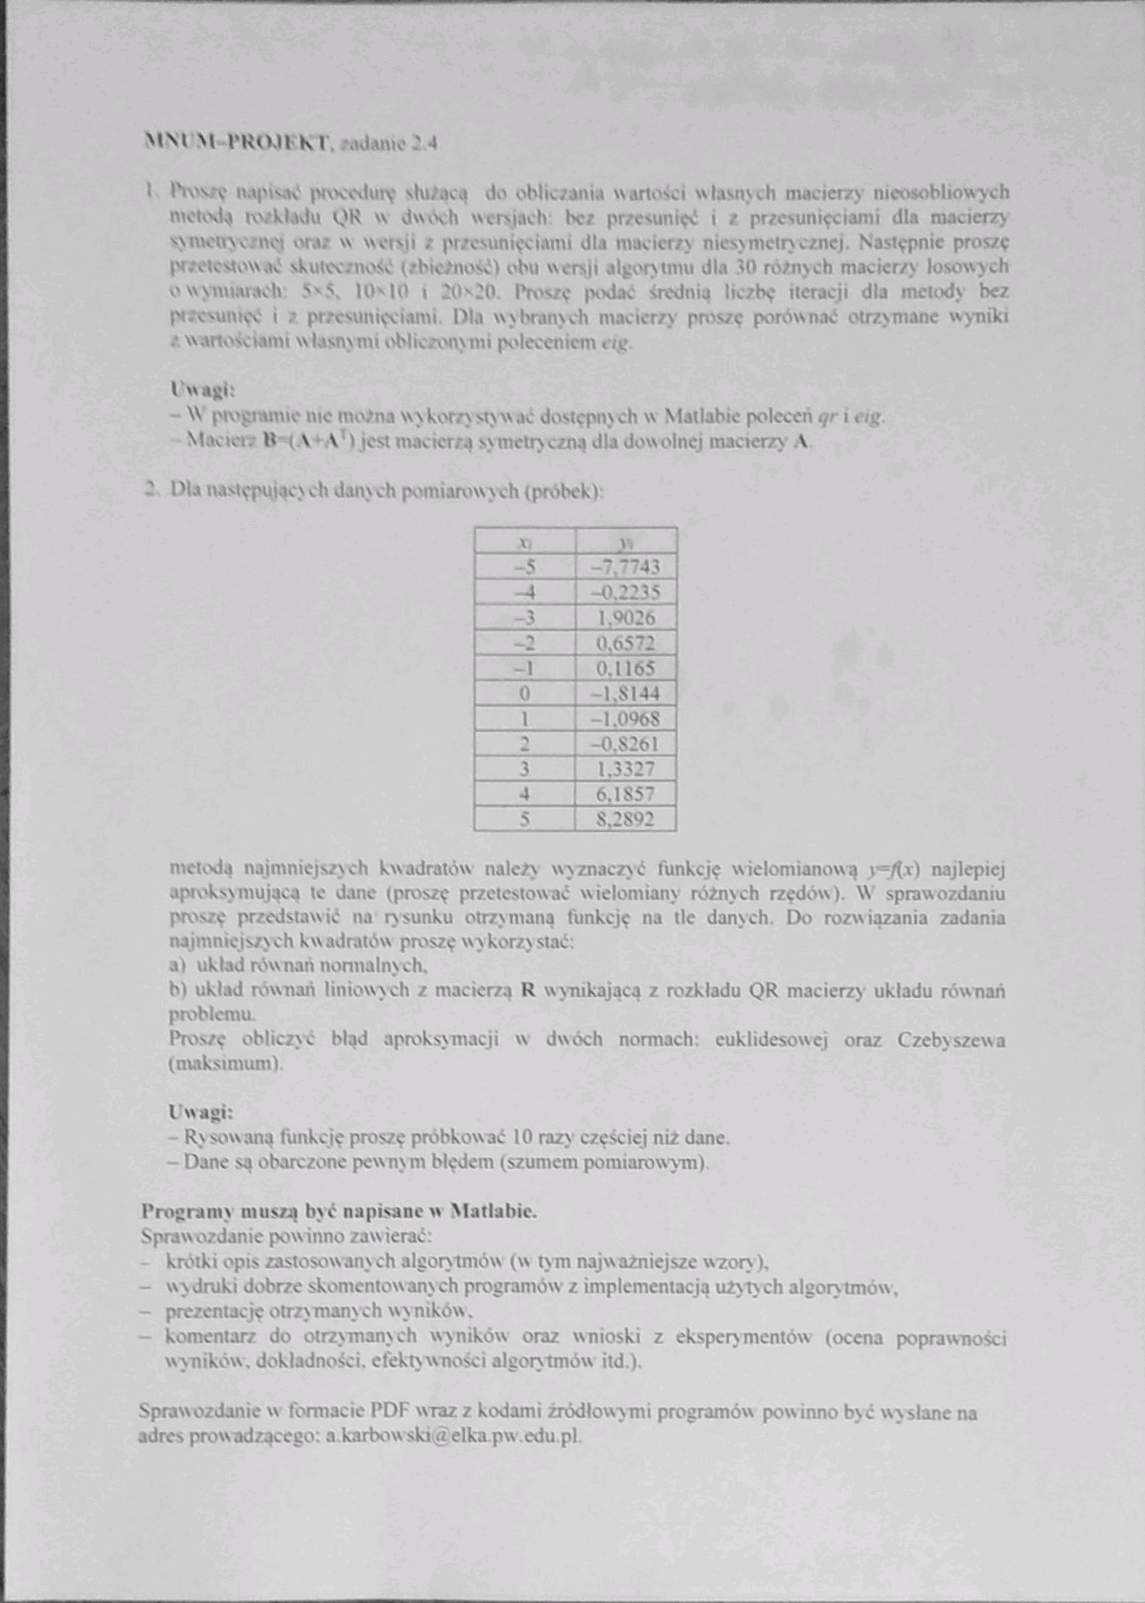 MNUM–PROJEKT, zadanie 2.4
1. Proszę napisać procedurę służącą do obliczania wartości własnych macierzy nieosobliowych
metodą rozkładu QR w dwóch wersjach: bez przesunięć i z przesunięciami dla macierzy
symetrycznej oraz w wersji z przesunięciami dla macierzy niesymetrycznej. Następnie proszę
przetestować skuteczność (zbieżność) obu wersji algorytmu dla 30 różnych macierzy losowych
o wymiarach: 5×5, 10×10 i 20×20. Proszę podać średnią liczbę iteracji dla metody bez
przesunięć i z przesunięciami. Dla wybranych macierzy proszę porównać otrzymane wyniki
z wartościami własnymi obliczonymi poleceniem eig.
Uwagi:
– W programie nie można wykorzystywać dostępnych w Matlabie poleceń qr i eig.
– Macierz B=(A+Aᵀ) jest macierzą symetryczną dla dowolnej macierzy A.
2. Dla następujących danych pomiarowych (próbek):
xᵢ yᵢ
–5 –7,7743
–4 –0,2235
–3 1,9026
–2 0,6572
–1 0,1165
0 –1,8144
1 –1,0968
2 –0,8261
3 1,3327
4 6,1857
5 8,2892
metodą najmniejszych kwadratów należy wyznaczyć funkcję wielomianową y=f(x) najlepiej
aproksymującą te dane (proszę przetestować wielomiany różnych rzędów). W sprawozdaniu
proszę przedstawić na rysunku otrzymaną funkcję na tle danych. Do rozwiązania zadania
najmniejszych kwadratów proszę wykorzystać:
a) układ równań normalnych,
b) układ równań liniowych z macierzą R wynikającą z rozkładu QR macierzy układu równań
problemu.
Proszę obliczyć błąd aproksymacji w dwóch normach: euklidesowej oraz Czebyszewa
(maksimum).
Uwagi:
– Rysowaną funkcję proszę próbkować 10 razy częściej niż dane.
– Dane są obarczone pewnym błędem (szumem pomiarowym).
Programy muszą być napisane w Matlabie.
Sprawozdanie powinno zawierać:
– krótki opis zastosowanych algorytmów (w tym najważniejsze wzory),
– wydruki dobrze skomentowanych programów z implementacją użytych algorytmów,
– prezentację otrzymanych wyników,
– komentarz do otrzymanych wyników oraz wnioski z eksperymentów (ocena poprawności
wyników, dokładności, efektywności algorytmów itd.).
Sprawozdanie w formacie PDF wraz z kodami źródłowymi programów powinno być wysłane na
adres prowadzącego: a.karbowski@elka.pw.edu.pl.